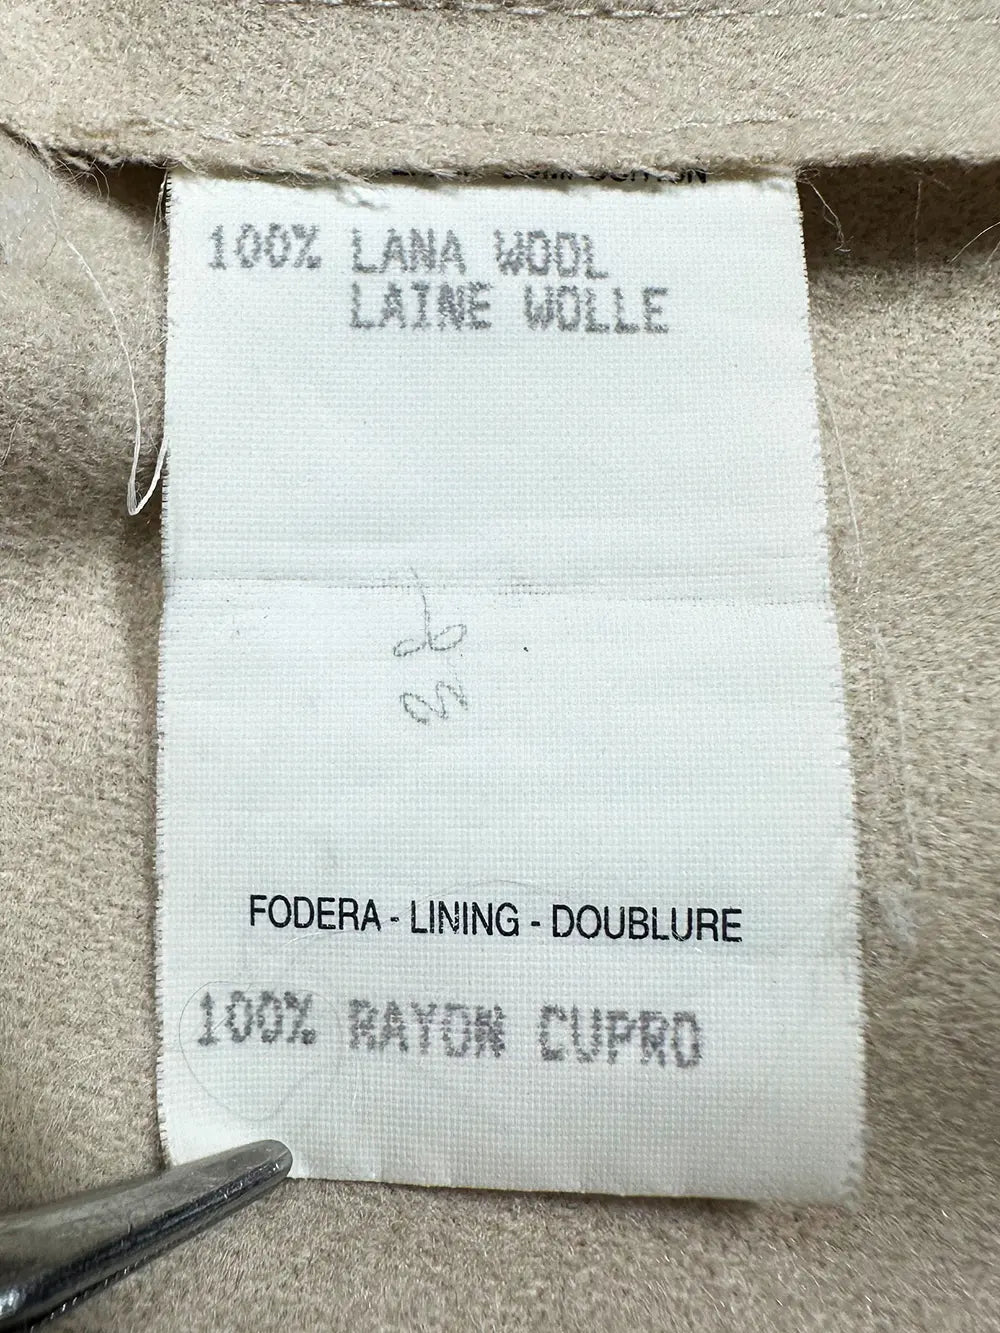 100% LANA WOOL
LAINE WOLLE
FODERA - LINING - DOUBLURE
100% RAYON CUPRO